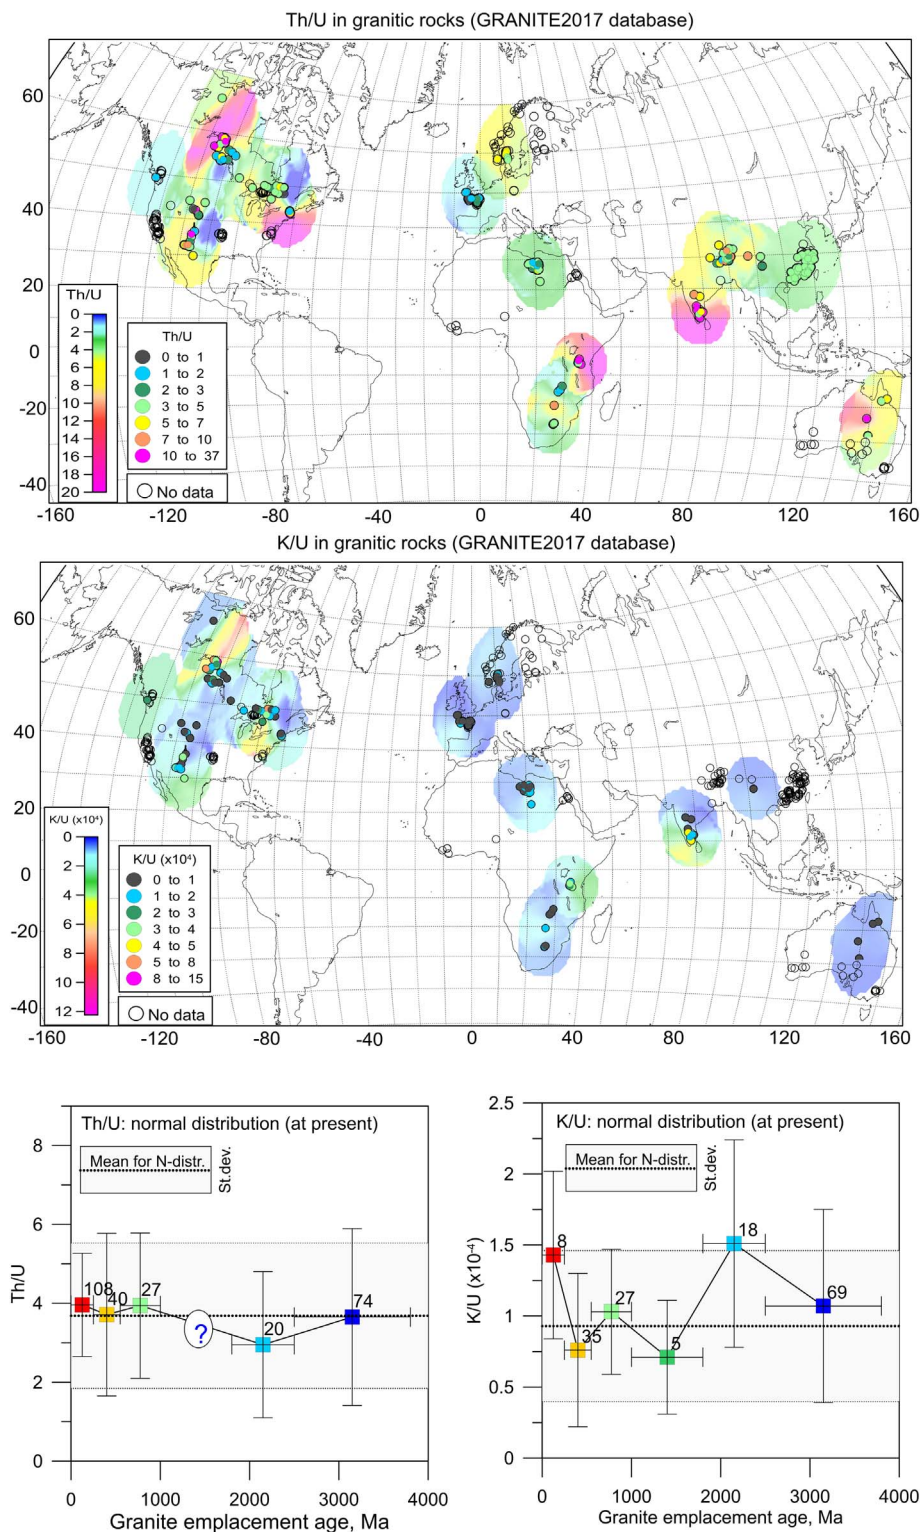 Th/U in granitic rocks (GRANITE2017 database)
60
40
20
0
-20
-40
Th/U
0
2
4
6
8
10
12
14
16
18
20
Th/U
0 to 1
1 to 2
2 to 3
3 to 5
5 to 7
7 to 10
10 to 37
No data
-160 -120 -80 -40 0 40 80 120 160
K/U in granitic rocks (GRANITE2017 database)
60
40
20
0
-20
-40
K/U (x10⁴)
0
2
4
6
8
10
12
K/U (x10⁴)
0 to 1
1 to 2
2 to 3
3 to 4
4 to 5
5 to 8
8 to 15
No data
-160 -120 -80 -40 0 40 80 120 160
Th/U: normal distribution (at present)
Mean for N-distr.
St.dev.
Th/U
8
6
4
2
0
108
40
27
?
20
74
0 1000 2000 3000 4000
Granite emplacement age, Ma
K/U: normal distribution (at present)
Mean for N-distr.
St.dev.
K/U (x10⁻⁴)
2.5
2
1.5
1
0.5
0
8
35
27
5
18
69
0 1000 2000 3000 4000
Granite emplacement age, Ma